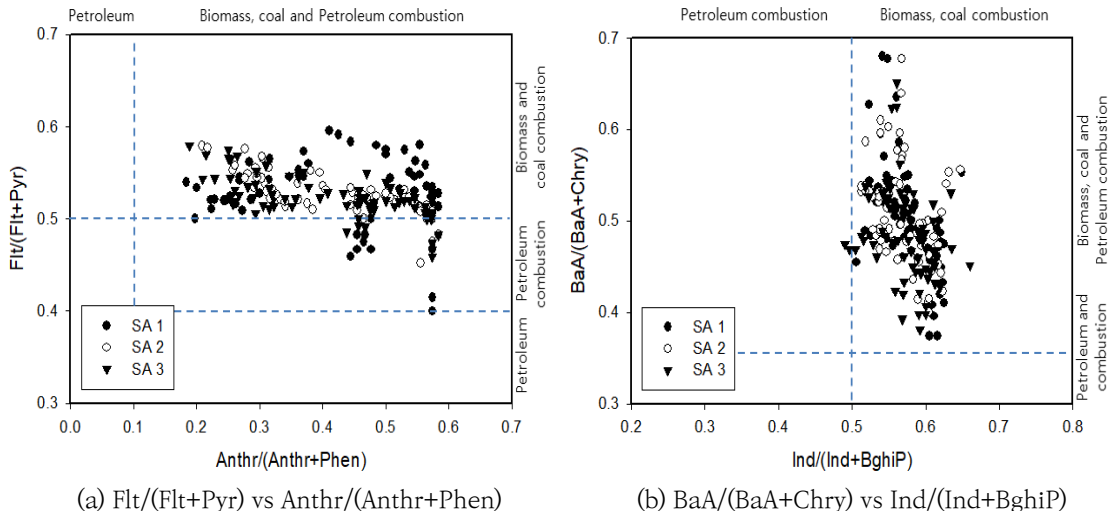 Petroleum
Biomass, coal and Petroleum combustion
0.7
0.6
0.5
0.4
0.3
Flt/(Flt+Pyr)
SA 1
SA 2
SA 3
0.0 0.1 0.2 0.3 0.4 0.5 0.6 0.7
Anthr/(Anthr+Phen)
Biomass and
coal combustion
Petroleum
combustion
Petroleum
(a) Flt/(Flt+Pyr) vs Anthr/(Anthr+Phen)
Petroleum combustion
Biomass, coal combustion
0.7
0.6
0.5
0.4
0.3
BaA/(BaA+Chry)
SA 1
SA 2
SA 3
0.2 0.3 0.4 0.5 0.6 0.7 0.8
Ind/(Ind+BghiP)
Biomass, coal, and
Petroleum combustion
Petroleum and
combustion
(b) BaA/(BaA+Chry) vs Ind/(Ind+BghiP)